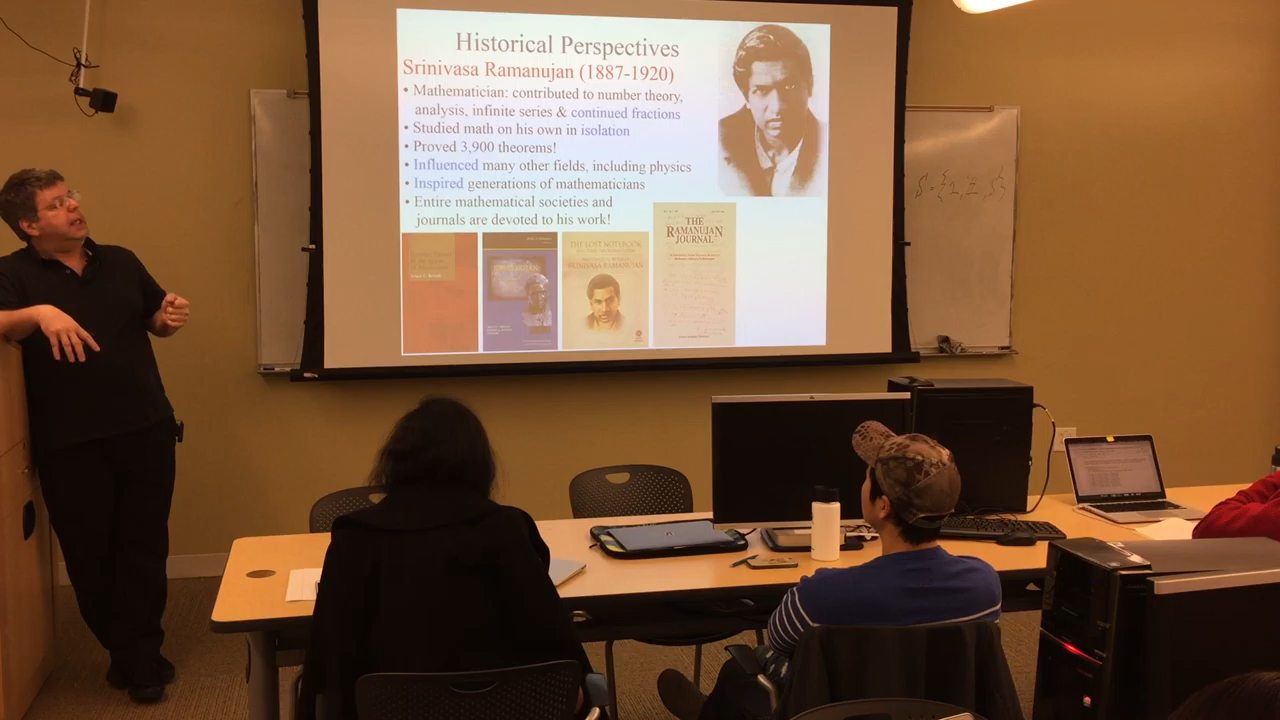 Historical Perspectives
Srinivasa Ramanujan (1887-1920)
• Mathematician: contributed to number theory,
analysis, infinite series & continued fractions
• Studied math on his own in isolation
• Proved 3,900 theorems!
• Influenced many other fields, including physics
• Inspired generations of mathematicians
• Entire mathematical societies and
journals are devoted to his work!
THE LOST NOTEBOOK
SRINIVASA RAMANUJAN
THE
RAMANUJAN
JOURNAL